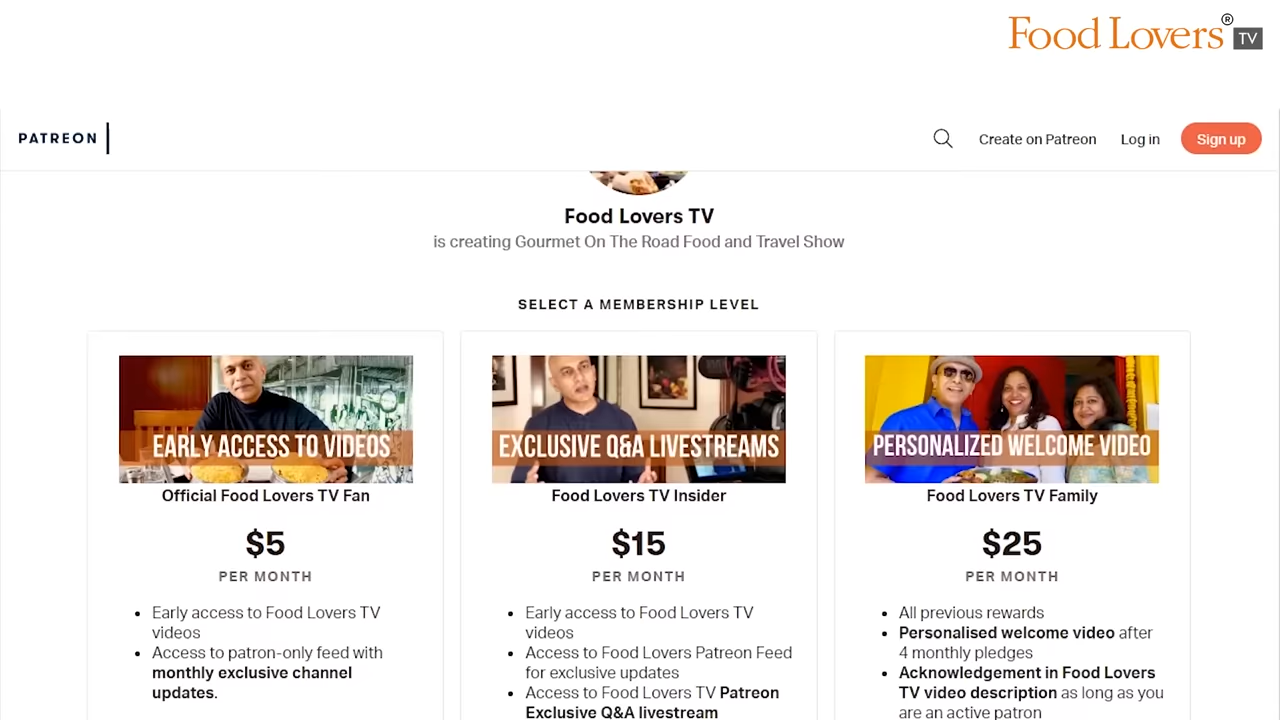 Food Lovers® TV
PATREON
Create on Patreon
Log in
Sign up
Food Lovers TV
is creating Gourmet On The Road Food and Travel Show
SELECT A MEMBERSHIP LEVEL
EARLY ACCESS TO VIDEOS
Official Food Lovers TV Fan
$5
PER MONTH
• Early access to Food Lovers TV
videos
• Access to patron-only feed with
monthly exclusive channel
updates.
EXCLUSIVE Q&A LIVESTREAMS
Food Lovers TV Insider
$15
PER MONTH
• Early access to Food Lovers TV
videos
• Access to Food Lovers Patreon Feed
for exclusive updates
• Access to Food Lovers TV Patreon
Exclusive Q&A livestream
PERSONALIZED WELCOME VIDEO
Food Lovers TV Family
$25
PER MONTH
• All previous rewards
• Personalised welcome video after
4 monthly pledges
• Acknowledgement in Food Lovers
TV video description as long as you
are an active patron